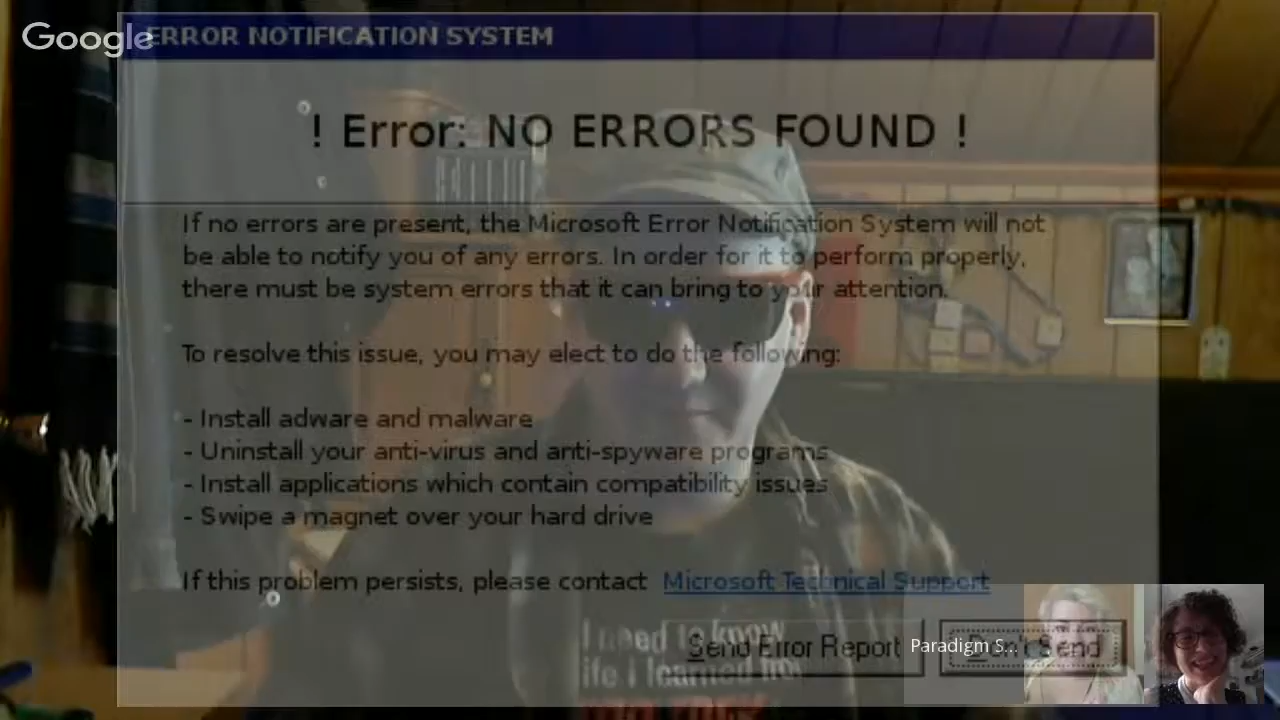 Google
ERROR NOTIFICATION SYSTEM
! Error: NO ERRORS FOUND !
If no errors are present, the Microsoft Error Notification System will not
be able to notify you of any errors. In order for it to perform properly,
there must be system errors that it can bring to your attention.
To resolve this issue, you may elect to do the following:
- Install adware and malware
- Uninstall your anti-virus and anti-spyware programs
- Install applications which contain compatibility issues
- Swipe a magnet over your hard drive
If this problem persists, please contact Microsoft Technical Support
I need to know
life I learned from
Send Error Report
Paradigm S...
Don't Send